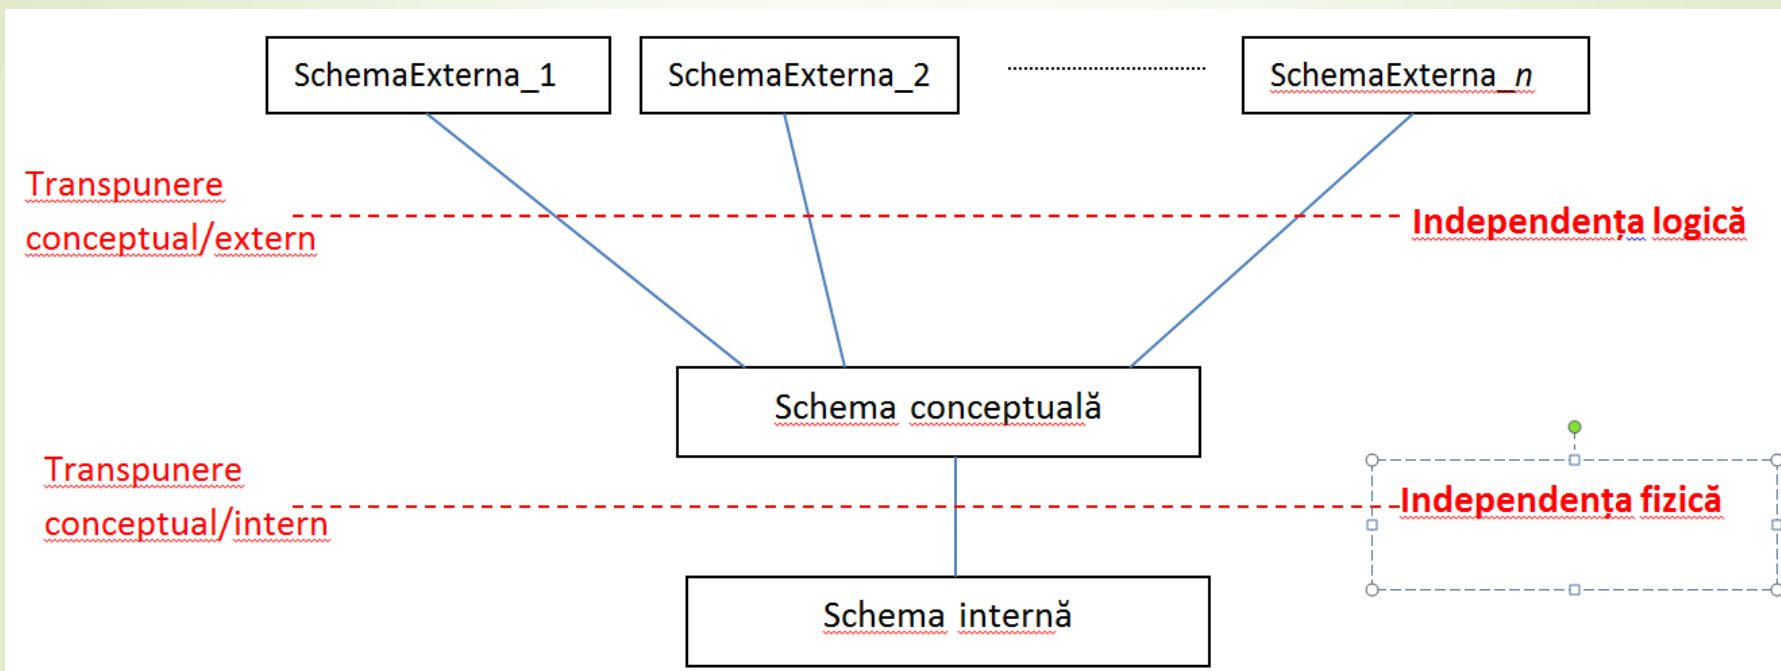 SchemaExterna_1
SchemaExterna_2
SchemaExterna_n
Transpunere
conceptual/extern
Independența logică
Schema conceptuală
Transpunere
conceptual/intern
Independența fizică
Schema internă